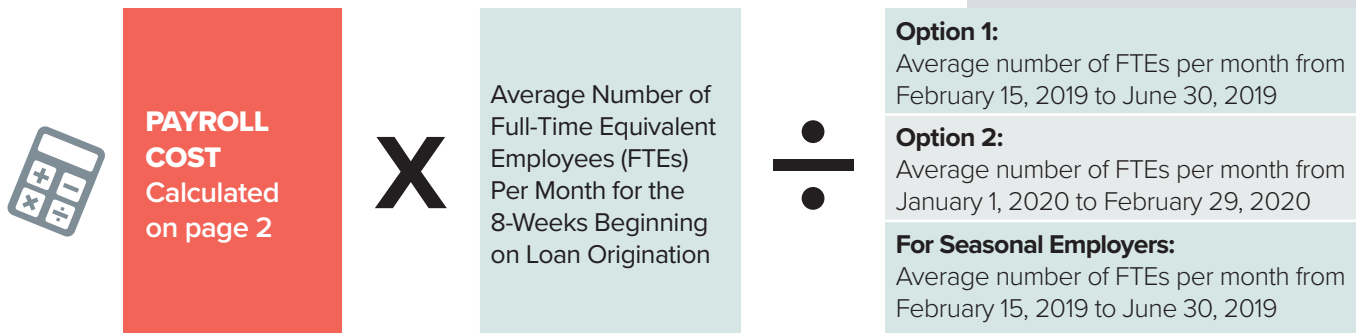 PAYROLL
COST
Calculated
on page 2
X
Average Number of
Full-Time Equivalent
Employees (FTEs)
Per Month for the
8-Weeks Beginning
on Loan Origination
÷
Option 1:
Average number of FTEs per month from
February 15, 2019 to June 30, 2019
Option 2:
Average number of FTEs per month from
January 1, 2020 to February 29, 2020
For Seasonal Employers:
Average number of FTEs per month from
February 15, 2019 to June 30, 2019